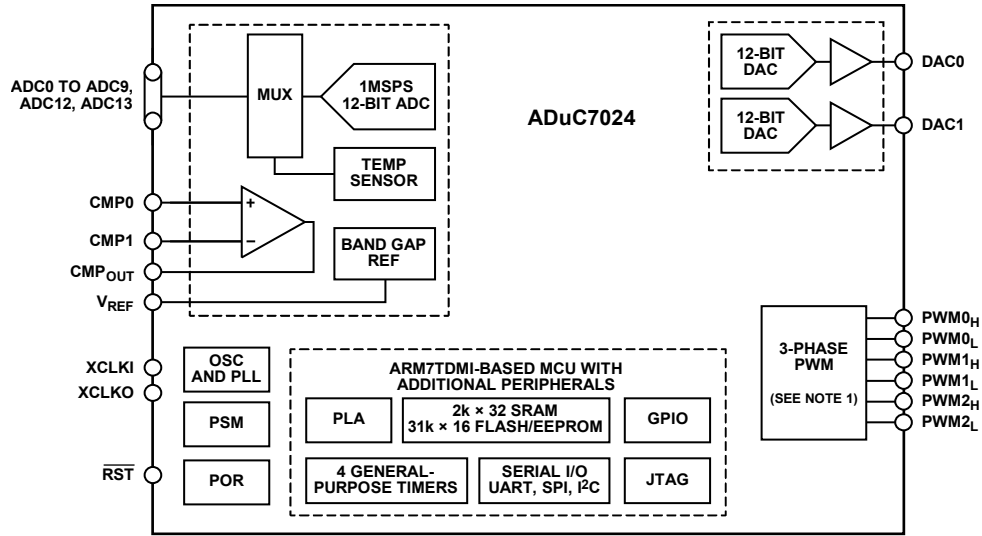 ADC0 TO ADC9,
ADC12, ADC13
MUX
1MSPS
12-BIT ADC
TEMP
SENSOR
CMP0
CMP1
CMPOUT
VREF
+
−
BAND GAP
REF
ADuC7024
12-BIT
DAC
DAC0
12-BIT
DAC
DAC1
XCLKI
XCLKO
RST
OSC
AND PLL
PSM
POR
ARM7TDMI-BASED MCU WITH
ADDITIONAL PERIPHERALS
PLA
2k × 32 SRAM
31k × 16 FLASH/EEPROM
GPIO
4 GENERAL-
PURPOSE TIMERS
SERIAL I/O
UART, SPI, I2C
JTAG
3-PHASE
PWM
(SEE NOTE 1)
PWM0H
PWM0L
PWM1H
PWM1L
PWM2H
PWM2L